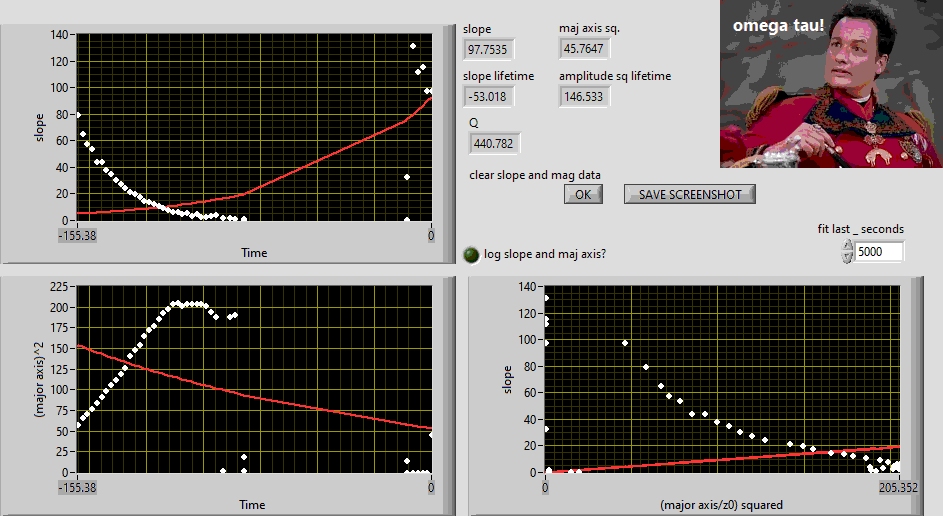 omega tau!
slope
97.7535
maj axis sq.
45.7647
slope lifetime
-53.018
amplitude sq lifetime
146.533
Q
440.782
clear slope and mag data
OK
SAVE SCREENSHOT
fit last _ seconds
5000
log slope and maj axis?
140
120
100
80
60
40
20
0
slope
-155.38
0
Time
225
200
175
150
125
100
75
50
25
0
(major axis)^2
-155.38
0
Time
140
120
100
80
60
40
20
0
slope
0
205.352
(major axis/z0) squared